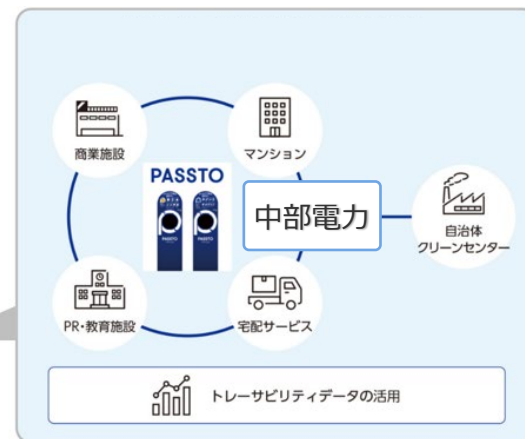 商業施設
マンション
PASSTO
中部電力
自治体
クリーンセンター
PR・教育施設
宅配サービス
トレーサビリティデータの活用